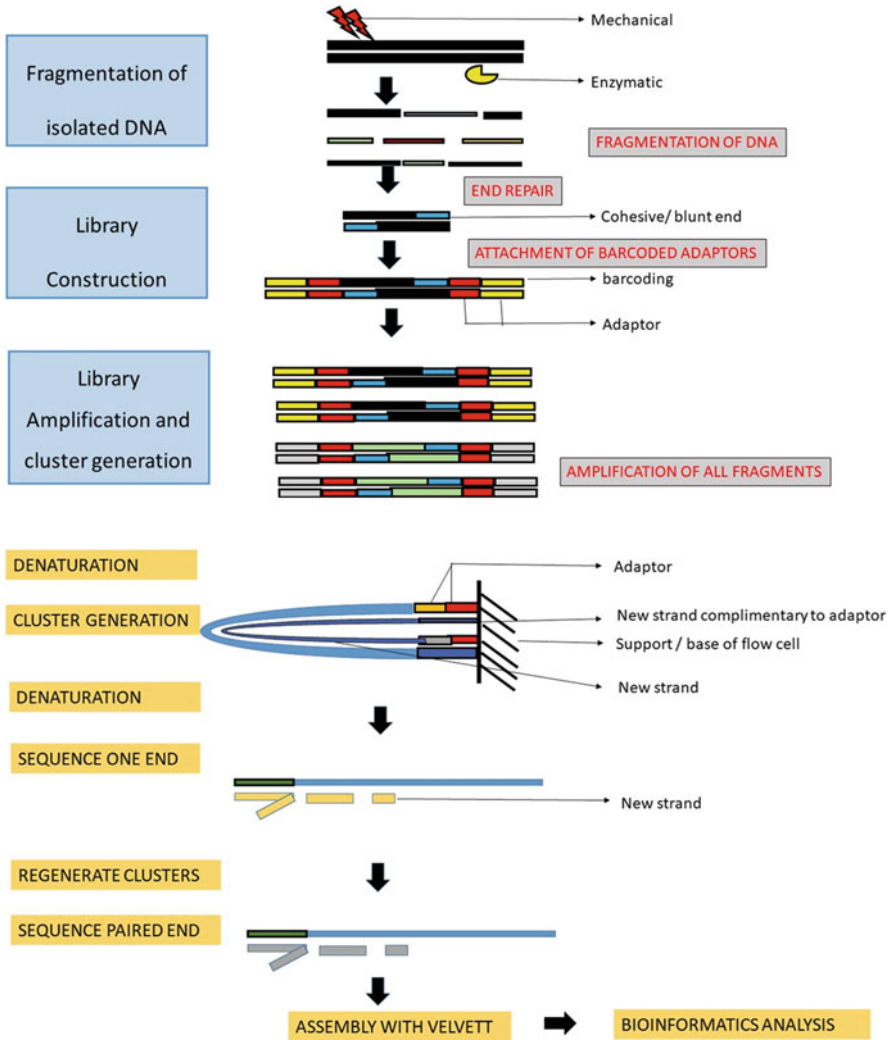 Mechanical
Fragmentation of
isolated DNA
Enzymatic
FRAGMENTATION OF DNA
END REPAIR
Library
Construction
Cohesive/ blunt end
ATTACHMENT OF BARCODED ADAPTORS
barcoding
Adaptor
Library
Amplification and
cluster generation
AMPLIFICATION OF ALL FRAGMENTS
DENATURATION
Adaptor
CLUSTER GENERATION
New strand complimentary to adaptor
Support / base of flow cell
DENATURATION
New strand
SEQUENCE ONE END
New strand
REGENERATE CLUSTERS
SEQUENCE PAIRED END
ASSEMBLY WITH VELVETT
BIOINFORMATICS ANALYSIS